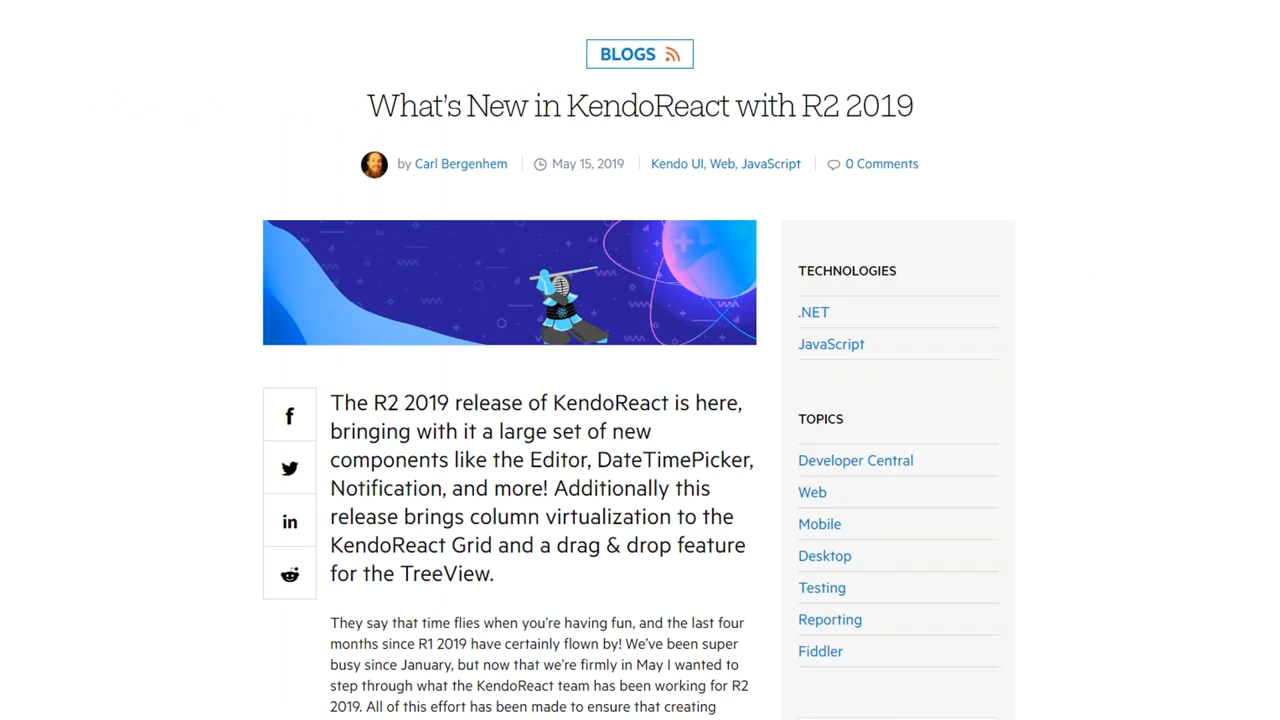 BLOGS
What's New in KendoReact with R2 2019
by Carl Bergenhem May 15, 2019 Kendo UI, Web, JavaScript 0 Comments
The R2 2019 release of KendoReact is here,
bringing with it a large set of new
components like the Editor, DateTimePicker,
Notification, and more! Additionally this
release brings column virtualization to the
KendoReact Grid and a drag & drop feature
for the TreeView.
They say that time flies when you're having fun, and the last four
months since R1 2019 have certainly flown by! We've been super
busy since January, but now that we're firmly in May I wanted to
step through what the KendoReact team has been working for R2
2019. All of this effort has been made to ensure that creating
TECHNOLOGIES
.NET
JavaScript
TOPICS
Developer Central
Web
Mobile
Desktop
Testing
Reporting
Fiddler